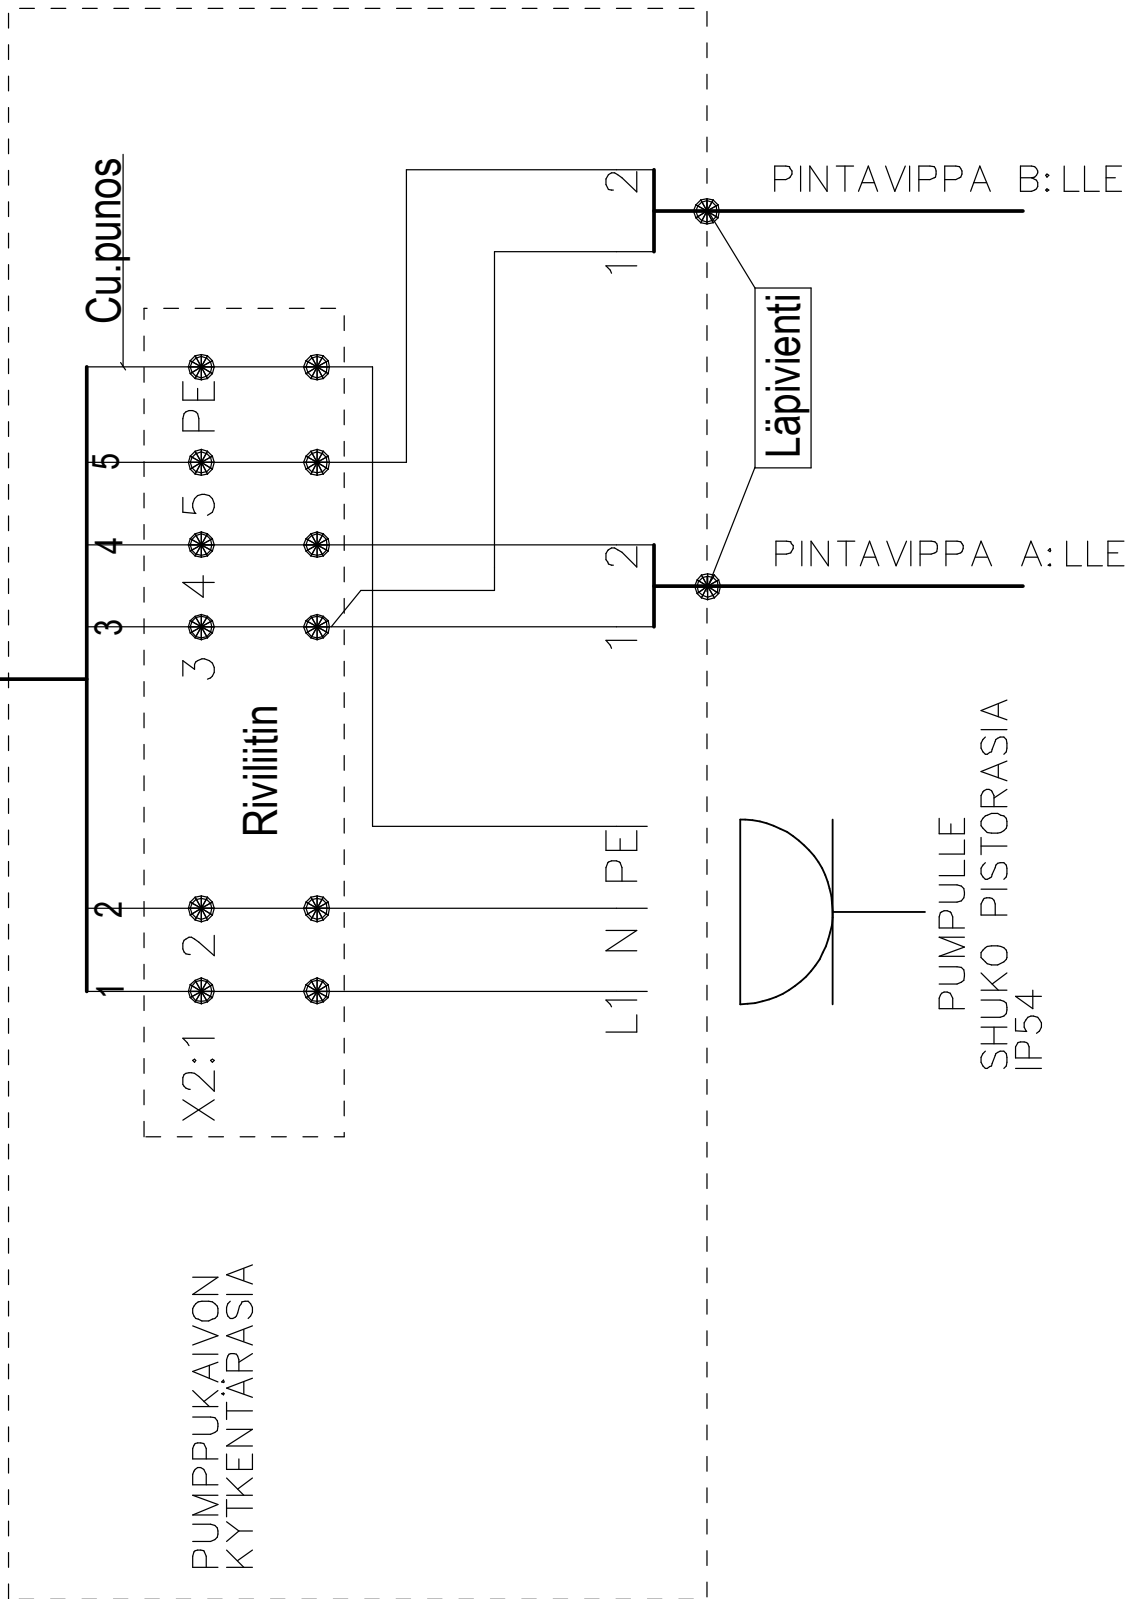 PUMPPUKAIVON
KYTKENTÄRASIA
Cu.punos
1 2 3 4 5
X2:1 2 3 4 5 PE
Riviliitin
L1 N PE 1 2 1 2
Läpivienti
PINTAVIPPA A:LLE
PINTAVIPPA B:LLE
PUMPULLE
SHUKO PISTORASIA
IP54